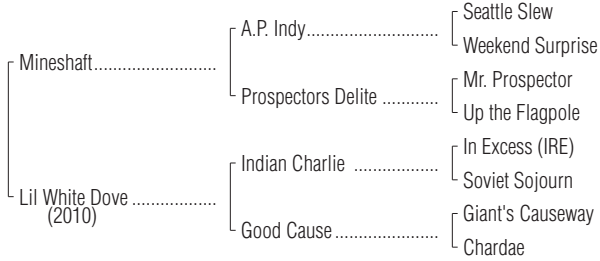 Seattle Slew
A.P. Indy..............................
Weekend Surprise
Mineshaft............................
Mr. Prospector
Prospectors Delite .............
Up the Flagpole
In Excess (IRE)
Indian Charlie ...................
Soviet Sojourn
Lil White Dove ...................
(2010)
Giant's Causeway
Good Cause.......................
Chardae